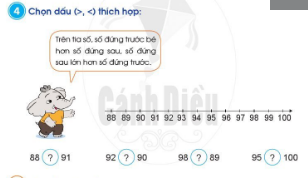 4 Chọn dấu (>, <) thích hợp:
Trên tia số, số đứng trước bé
hơn số đứng sau, số đứng
sau lớn hơn số đứng trước.
Cánh Diều
88 89 90 91 92 93 94 95 96 97 98 99 100
88 ? 91 92 ? 90 98 ? 89 95 ? 100